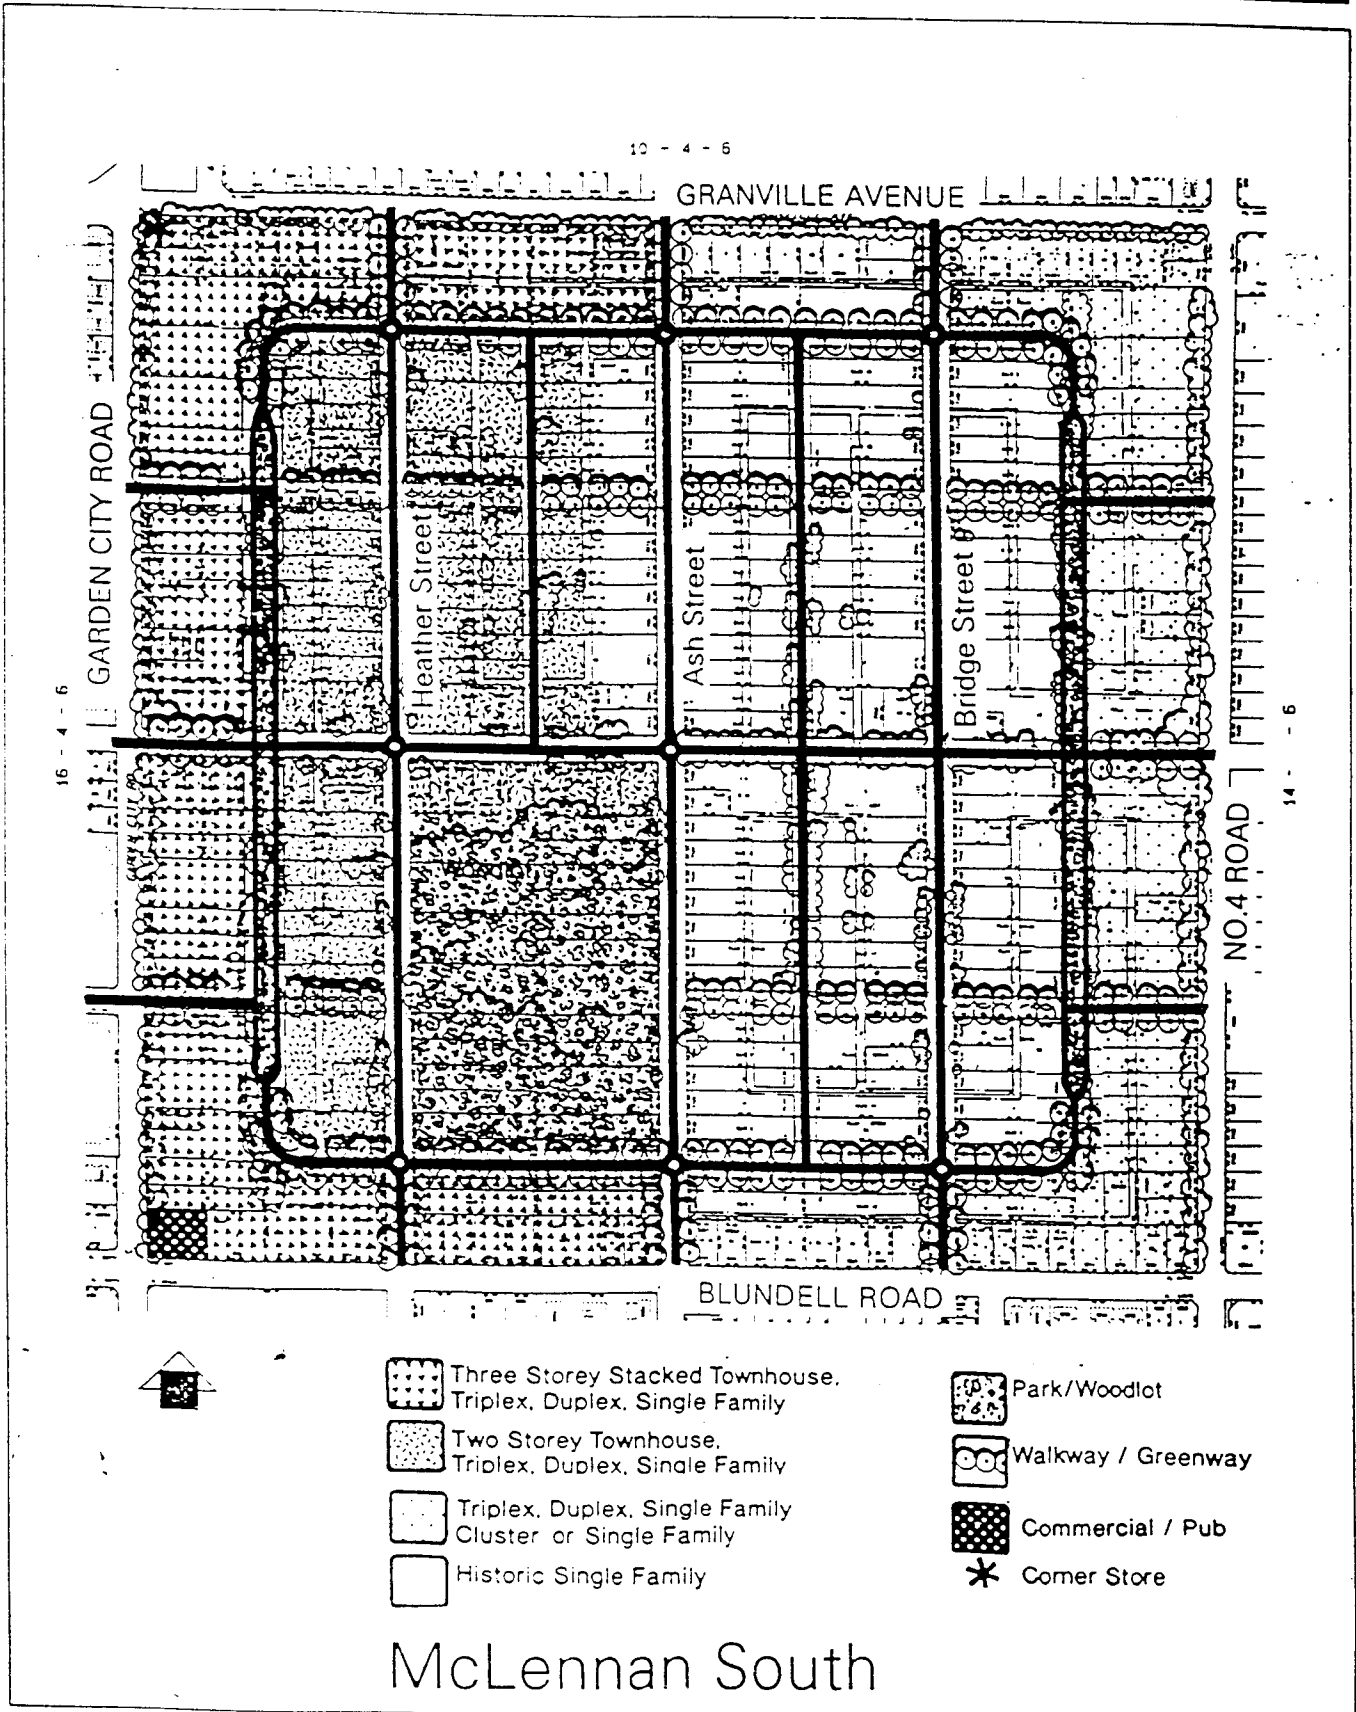 10 - 4 - 6
GRANVILLE AVENUE
GARDEN CITY ROAD
Heather Street
Ash Street
Bridge Street
16 - 4 - 6
14 - - 6
NO.4 ROAD
BLUNDELL ROAD
Three Storey Stacked Townhouse,
Triplex, Duplex, Single Family
Two Storey Townhouse,
Triplex, Duplex, Single Family
Triplex, Duplex, Single Family
Cluster or Single Family
Historic Single Family
Park/Woodlot
Walkway / Greenway
Commercial / Pub
Corner Store
McLennan South